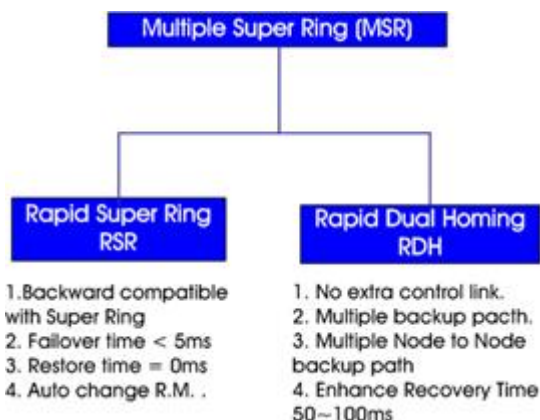 Multiple Super Ring (MSR)
Rapid Super Ring
RSR
1.Backward compatible
with Super Ring
2. Failover time < 5ms
3. Restore time = 0ms
4. Auto change R.M. .
Rapid Dual Homing
RDH
1. No extra control link.
2. Multiple backup pacth.
3. Multiple Node to Node
backup path
4. Enhance Recovery Time
50~100ms